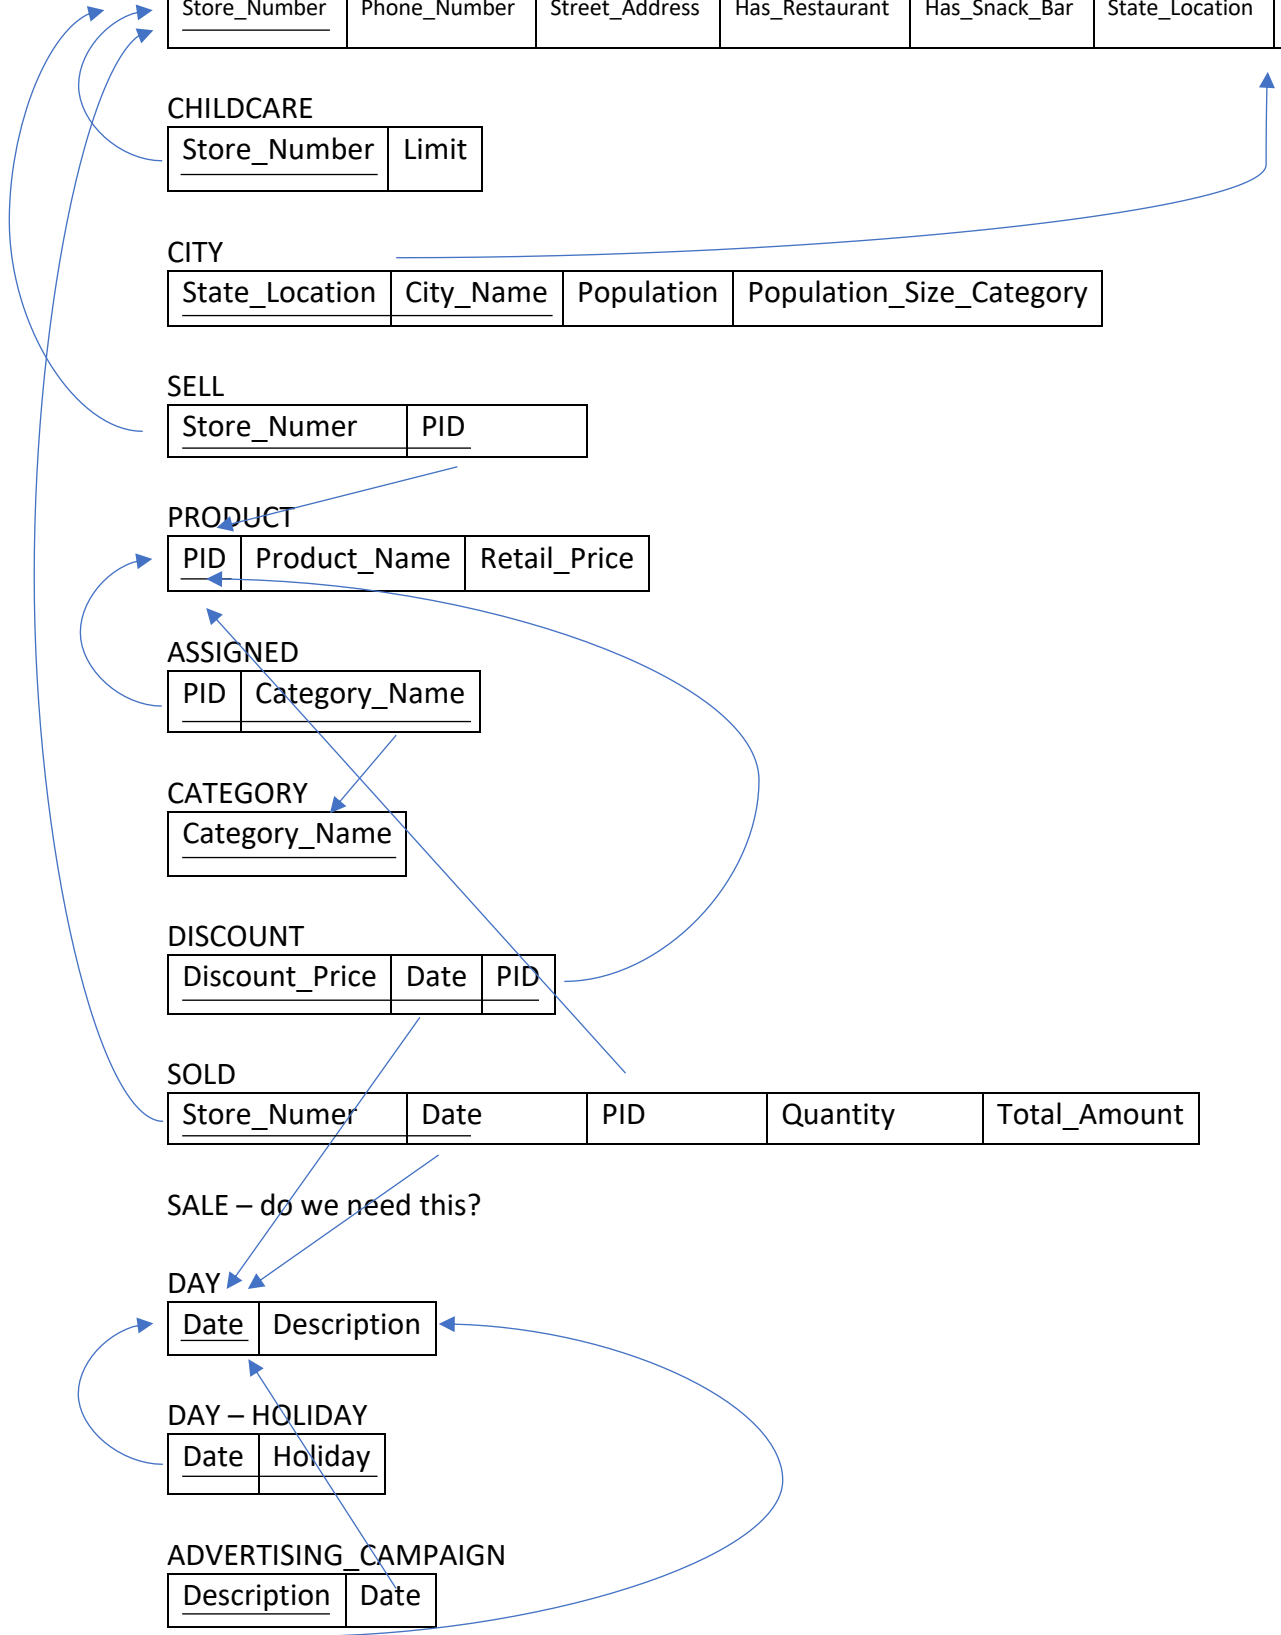 Store_Number Phone_Number Street_Address Has_Restaurant Has_Snack_Bar State_Location
CHILDCARE
Store_Number Limit
CITY
State_Location City_Name Population Population_Size_Category
SELL
Store_Numer PID
PRODUCT
PID Product_Name Retail_Price
ASSIGNED
PID Category_Name
CATEGORY
Category_Name
DISCOUNT
Discount_Price Date PID
SOLD
Store_Numer Date PID Quantity Total_Amount
SALE – do we need this?
DAY
Date Description
DAY – HOLIDAY
Date Holiday
ADVERTISING_CAMPAIGN
Description Date